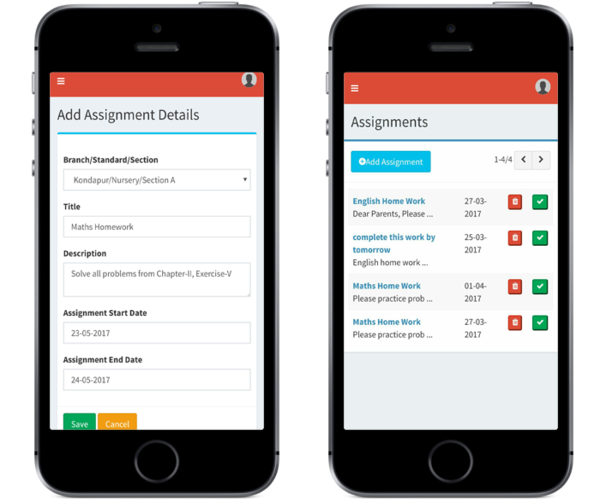 Add Assignment Details
Branch/Standard/Section
Kondapur/Nursery/Section A
Title
Maths Homework
Description
Solve all problems from Chapter-II, Exercise-V
Assignment Start Date
23-05-2017
Assignment End Date
24-05-2017
Save Cancel
Assignments
Add Assignment 1-4/4
English Home Work 27-03-
Dear Parents, Please ... 2017
complete this work by 25-03-
tomorrow 2017
English home work ...
Maths Home Work 01-04-
Please practice prob ... 2017
Maths Home Work 27-03-
Please practice prob ... 2017